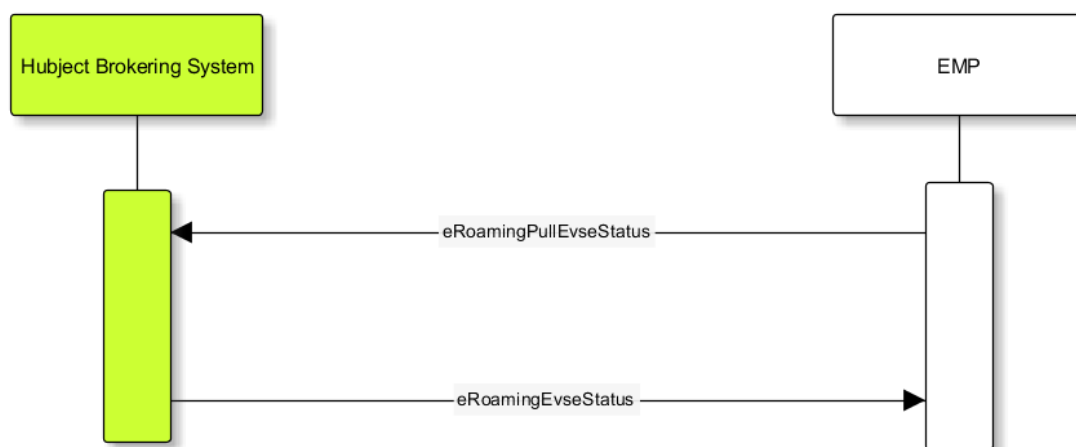 Hubject Brokering System
EMP
eRoamingPullEvseStatus
eRoamingEvseStatus